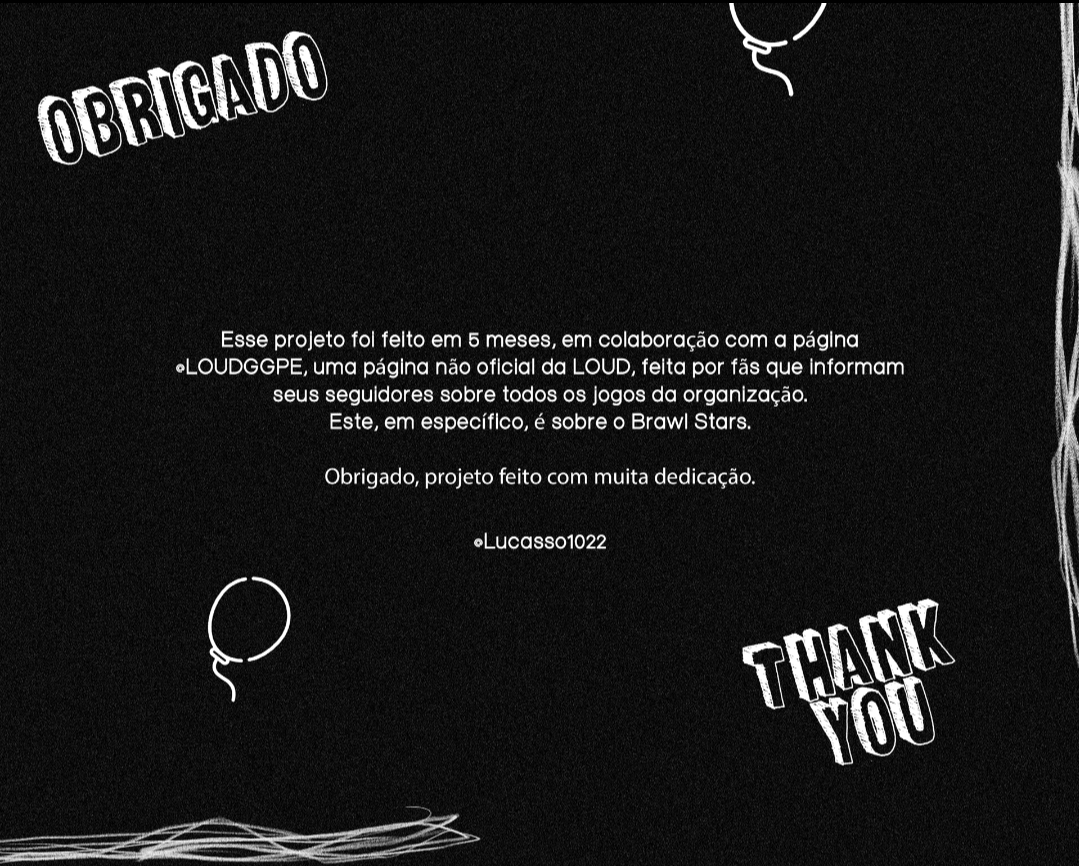 OBRIGADO
Esse projeto foi feito em 5 meses, em colaboração com a página
@LOUDGGPE, uma página não oficial da LOUD, feita por fãs que informam
seus seguidores sobre todos os jogos da organização.
Este, em específico, é sobre o Brawl Stars.
Obrigado, projeto feito com muita dedicação.
@Lucasso1022
THANK
YOU